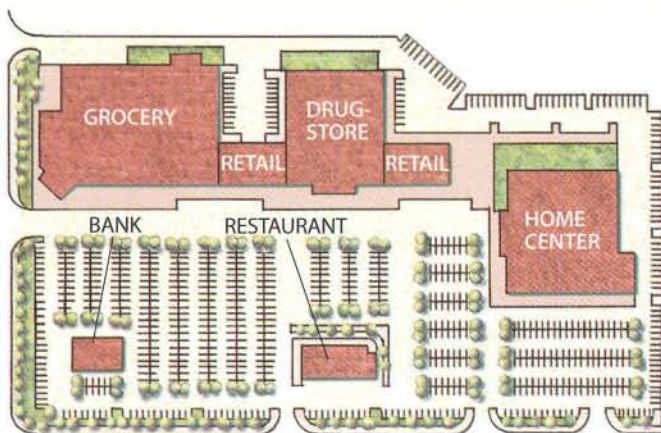 GROCERY
DRUG-
STORE
RETAIL
RETAIL
HOME
CENTER
BANK
RESTAURANT